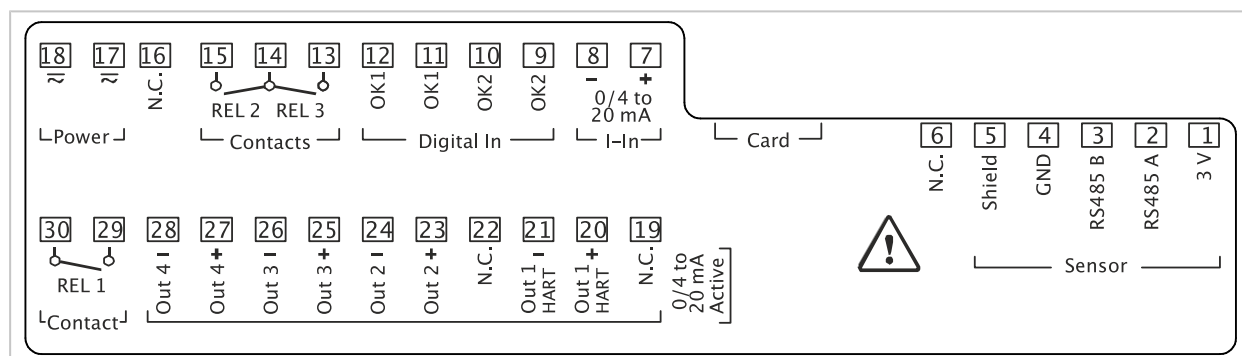 18 17 16 15 14 13 12 11 10 9 8 7
≂ ≂ N.C. OK1 OK1 OK2 OK2 – +
REL 2 REL 3
0/4 to
20 mA
Power Contacts Digital In I–In Card
6 5 4 3 2 1
N.C. Shield GND RS485 B RS485 A 3 V
Sensor
30 29 28 27 26 25 24 23 22 21 20 19
REL 1
Out 4 – Out 4 + Out 3 – Out 3 + Out 2 – Out 2 + N.C.
Out 1 –
HART
Out 1 +
HART
N.C.
0/4 to
20 mA
Active
Contact